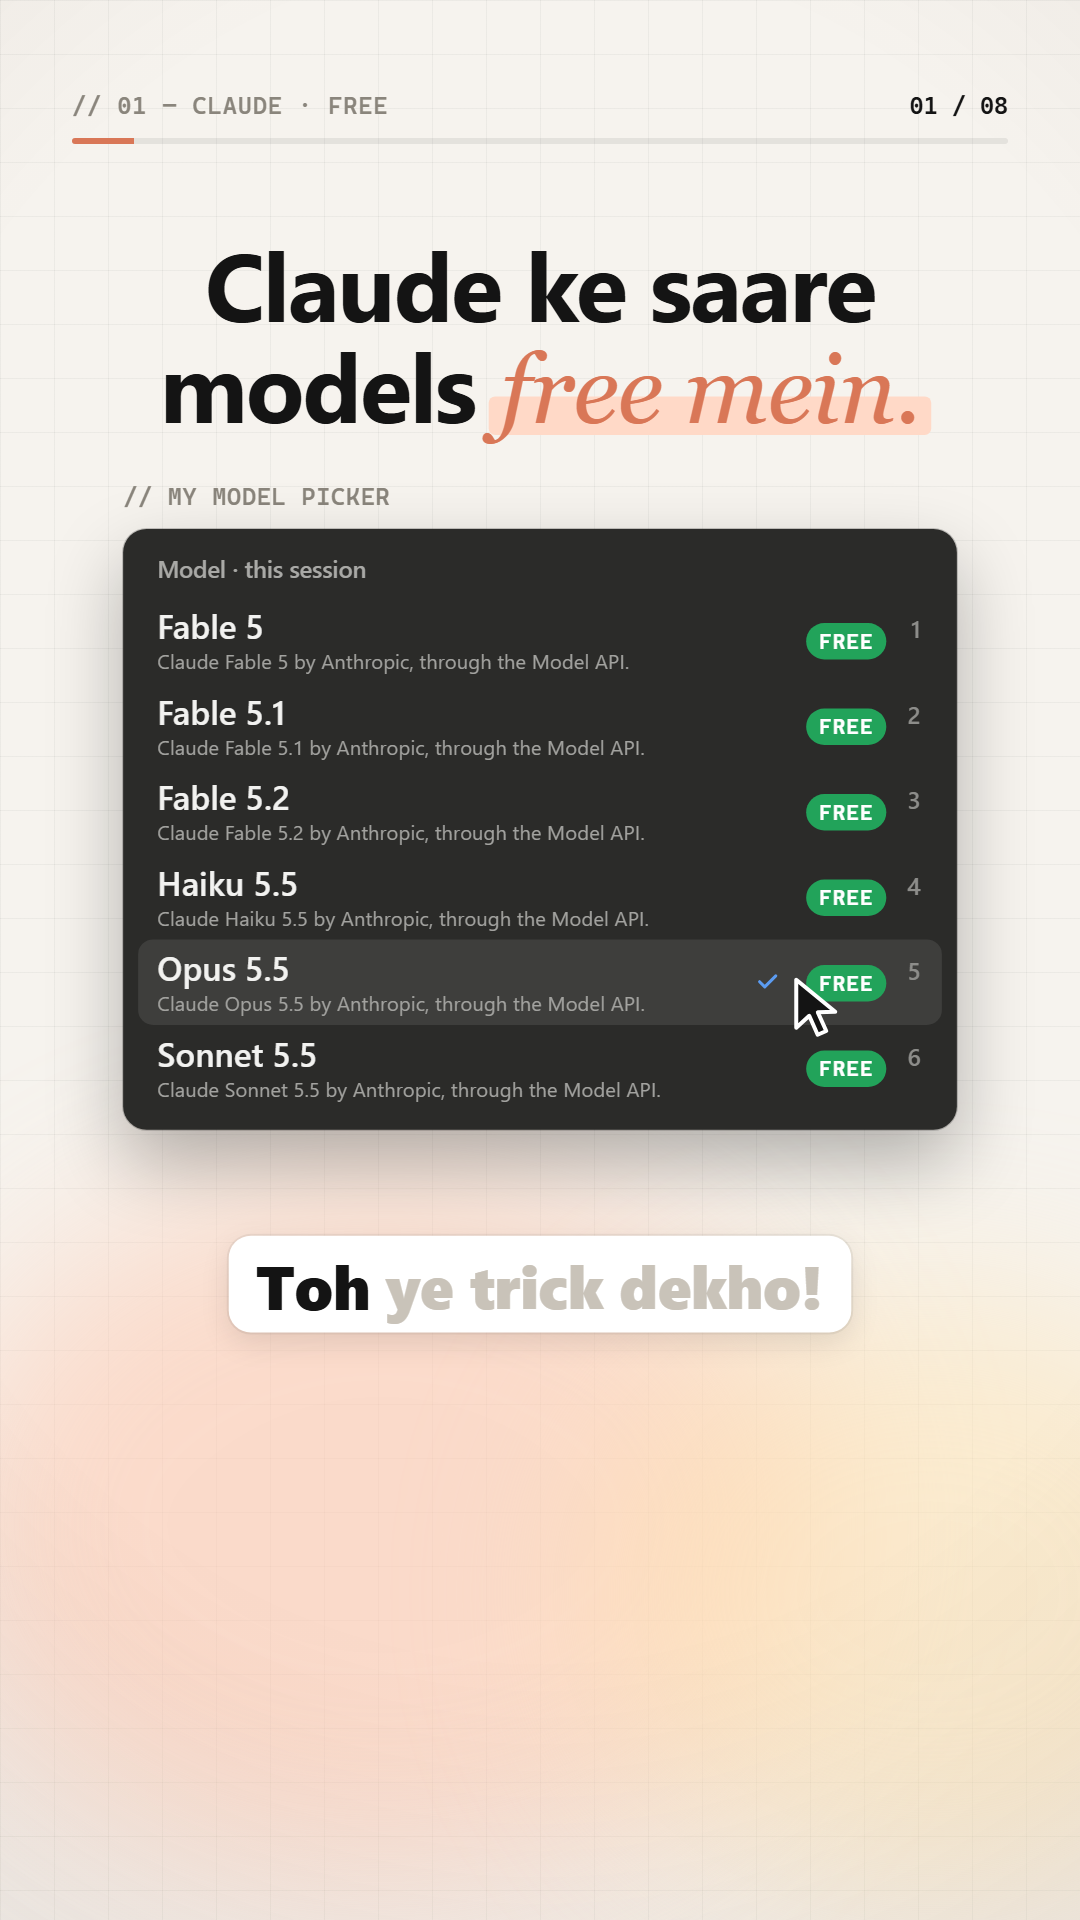 // 01 — CLAUDE · FREE
01 / 08
Claude ke saare
models free mein.
// MY MODEL PICKER
Model · this session
Fable 5
Claude Fable 5 by Anthropic, through the Model API.
FREE
1
Fable 5.1
Claude Fable 5.1 by Anthropic, through the Model API.
FREE
2
Fable 5.2
Claude Fable 5.2 by Anthropic, through the Model API.
FREE
3
Haiku 5.5
Claude Haiku 5.5 by Anthropic, through the Model API.
FREE
4
Opus 5.5
Claude Opus 5.5 by Anthropic, through the Model API.
FREE
5
Sonnet 5.5
Claude Sonnet 5.5 by Anthropic, through the Model API.
FREE
6
Toh ye trick dekho!